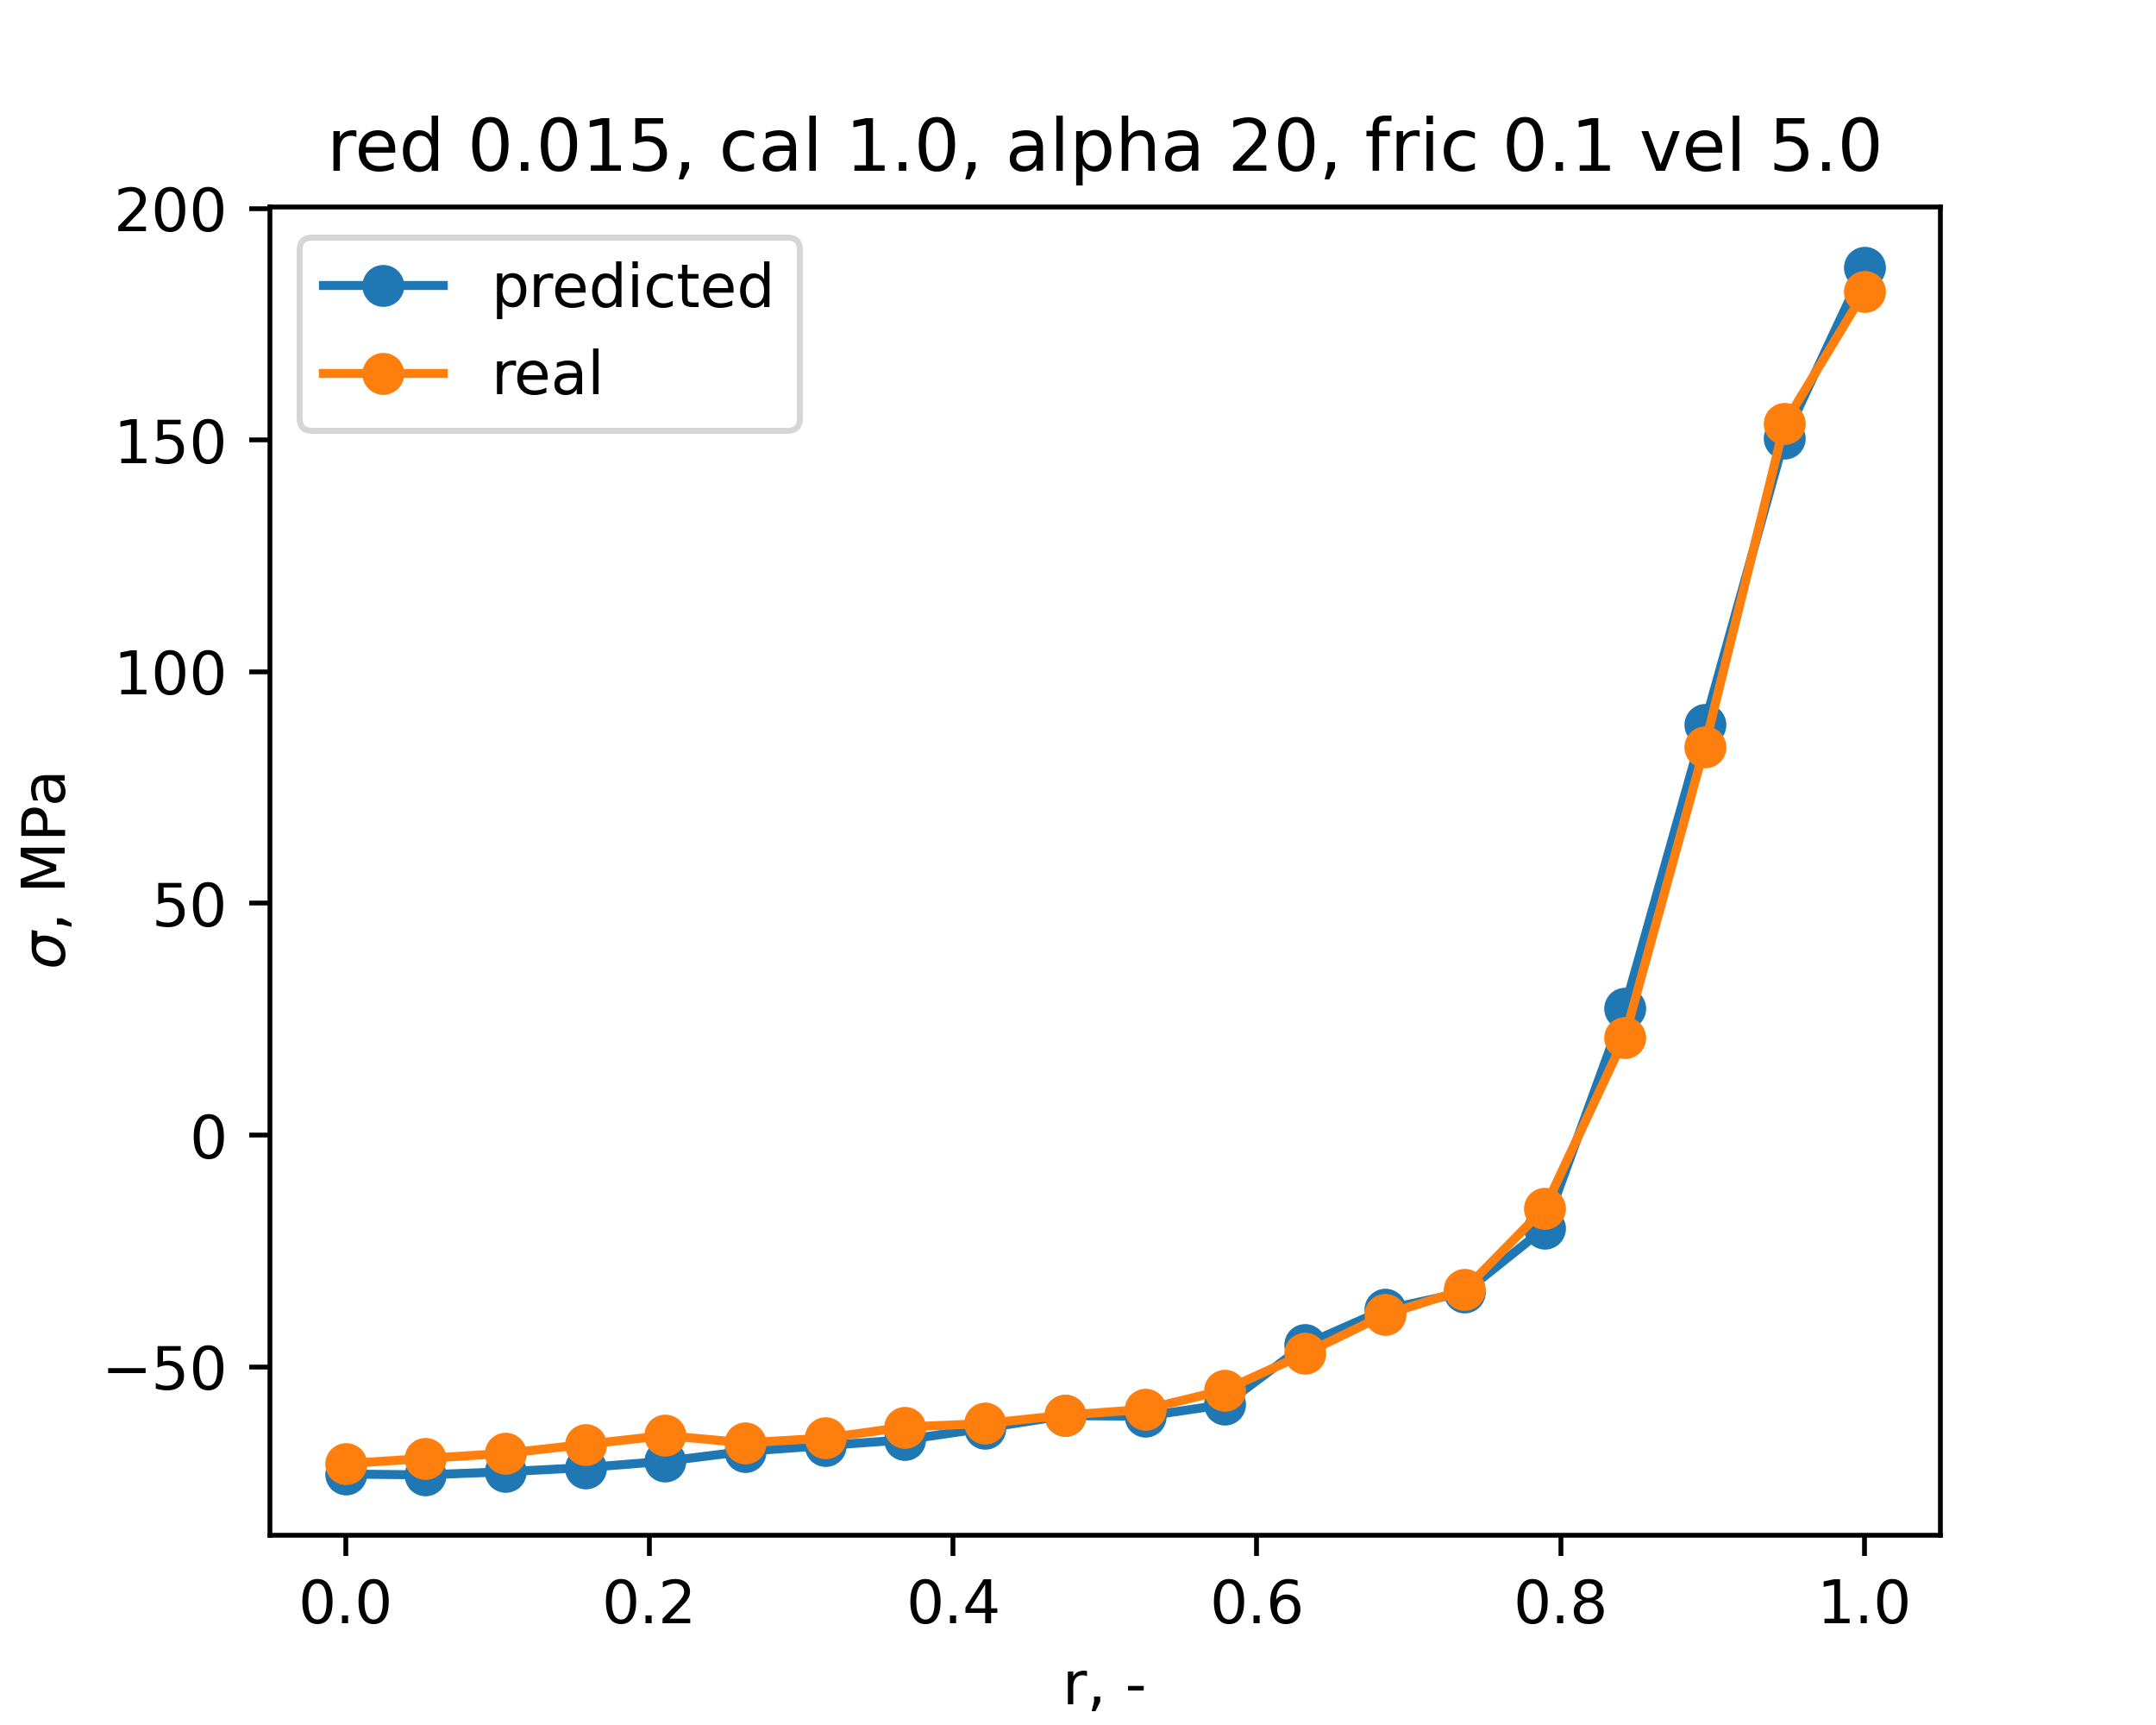 red 0.015, cal 1.0, alpha 20, fric 0.1 vel 5.0
200
150
100
50
0
−50
σ, MPa
predicted
real
0.0 0.2 0.4 0.6 0.8 1.0
r, -